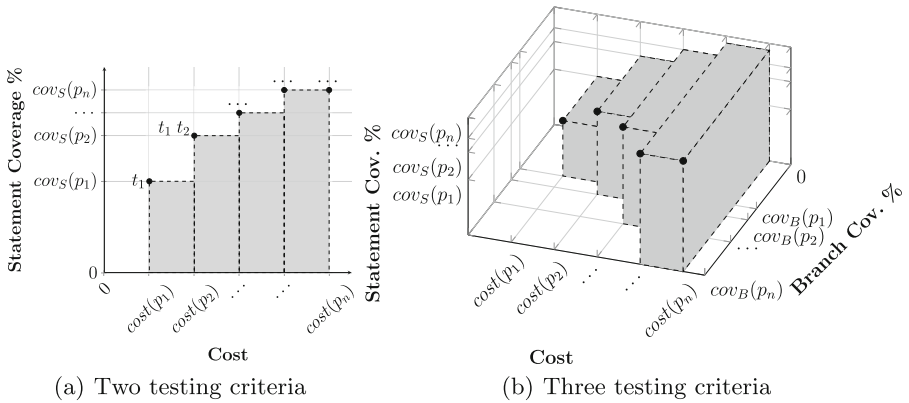 Statement Coverage %
cov_S(p_n)
...
cov_S(p_2)
cov_S(p_1)
0
t_1
t_1 t_2
...
...
...
0
cost(p_1)
cost(p_2)
...
...
cost(p_n)
Cost
(a) Two testing criteria
Statement Cov. %
cov_S(p_n)
...
cov_S(p_2)
cov_S(p_1)
cost(p_1)
cost(p_2)
...
...
cost(p_n)
Cost
0
cov_B(p_1)
cov_B(p_2)
...
cov_B(p_n)
Branch Cov. %
(b) Three testing criteria